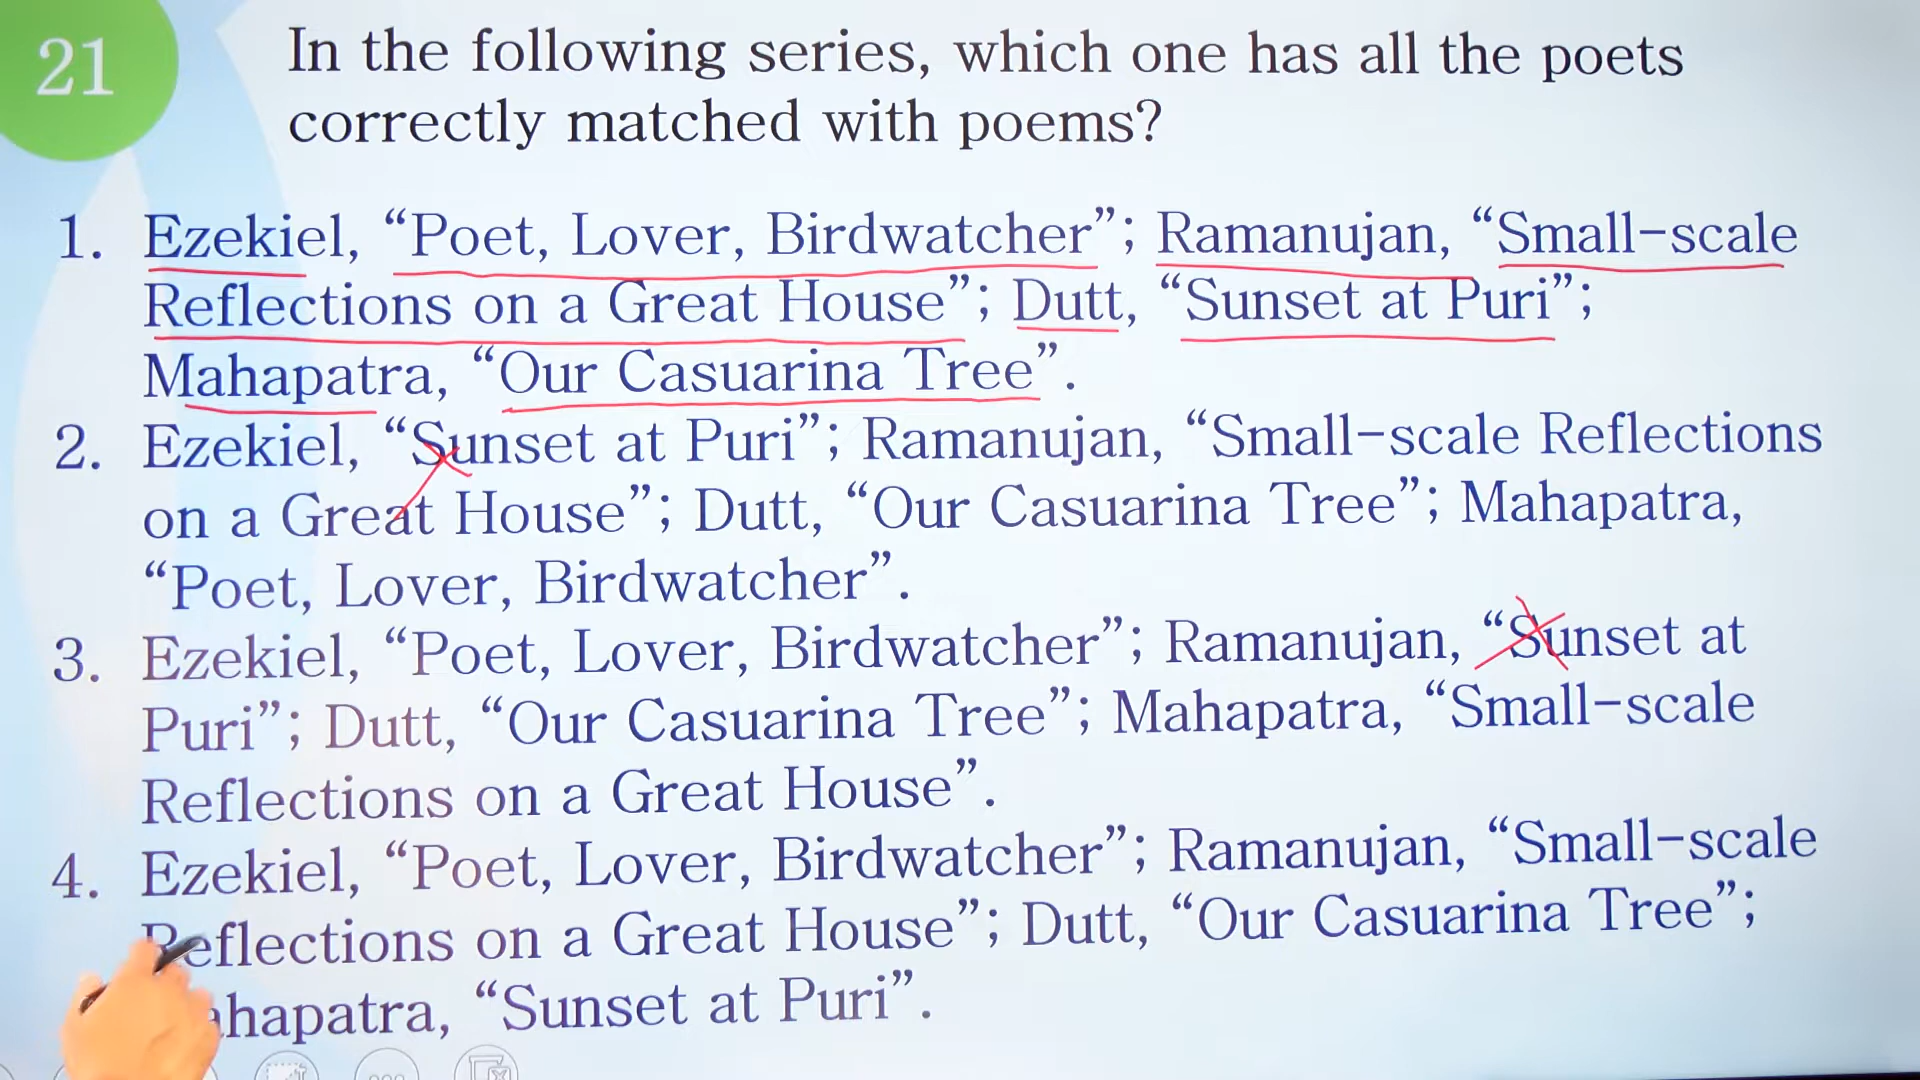 21
In the following series, which one has all the poets
correctly matched with poems?
1. Ezekiel, “Poet, Lover, Birdwatcher”; Ramanujan, “Small-scale
Reflections on a Great House”; Dutt, “Sunset at Puri”;
Mahapatra, “Our Casuarina Tree”.
2. Ezekiel, “Sunset at Puri”; Ramanujan, “Small-scale Reflections
on a Great House”; Dutt, “Our Casuarina Tree”; Mahapatra,
“Poet, Lover, Birdwatcher”.
3. Ezekiel, “Poet, Lover, Birdwatcher”; Ramanujan, “Sunset at
Puri”; Dutt, “Our Casuarina Tree”; Mahapatra, “Small-scale
Reflections on a Great House”.
4. Ezekiel, “Poet, Lover, Birdwatcher”; Ramanujan, “Small-scale
Reflections on a Great House”; Dutt, “Our Casuarina Tree”;
ahapatra, “Sunset at Puri”.